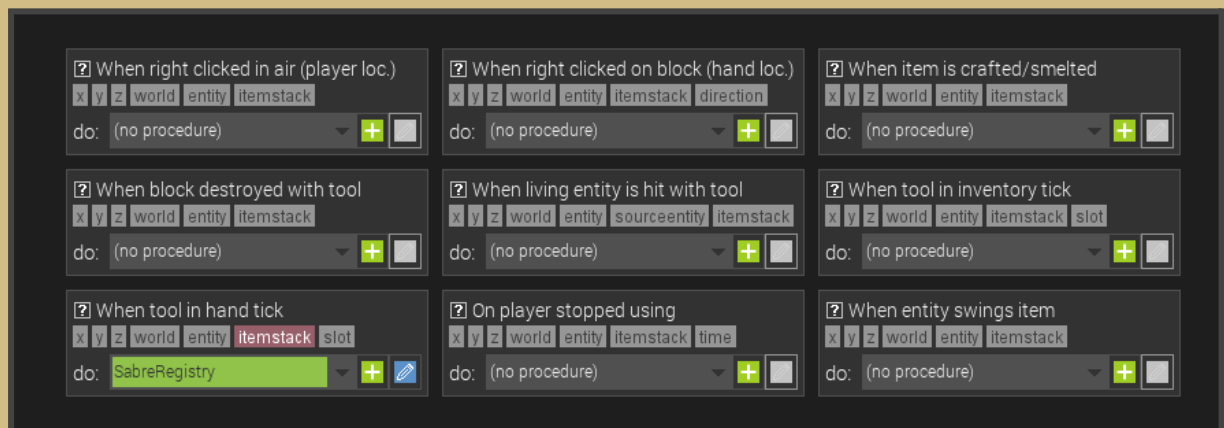 ? When right clicked in air (player loc.)
x y z world entity itemstack
do: (no procedure)
? When right clicked on block (hand loc.)
x y z world entity itemstack direction
do: (no procedure)
? When item is crafted/smelted
x y z world entity itemstack
do: (no procedure)
? When block destroyed with tool
x y z world entity itemstack
do: (no procedure)
? When living entity is hit with tool
x y z world entity sourceentity itemstack
do: (no procedure)
? When tool in inventory tick
x y z world entity itemstack slot
do: (no procedure)
? When tool in hand tick
x y z world entity itemstack slot
do: SabreRegistry
? On player stopped using
x y z world entity itemstack time
do: (no procedure)
? When entity swings item
x y z world entity itemstack
do: (no procedure)